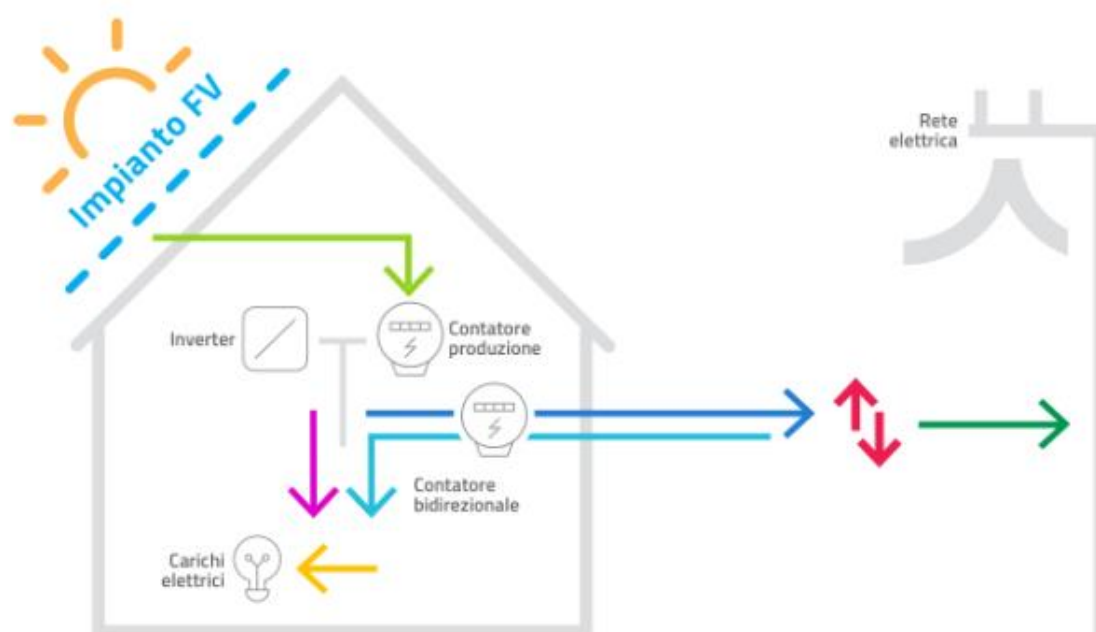 Impianto FV
Rete
elettrica
Inverter
Contatore
produzione
Contatore
bidirezionale
Carichi
elettrici